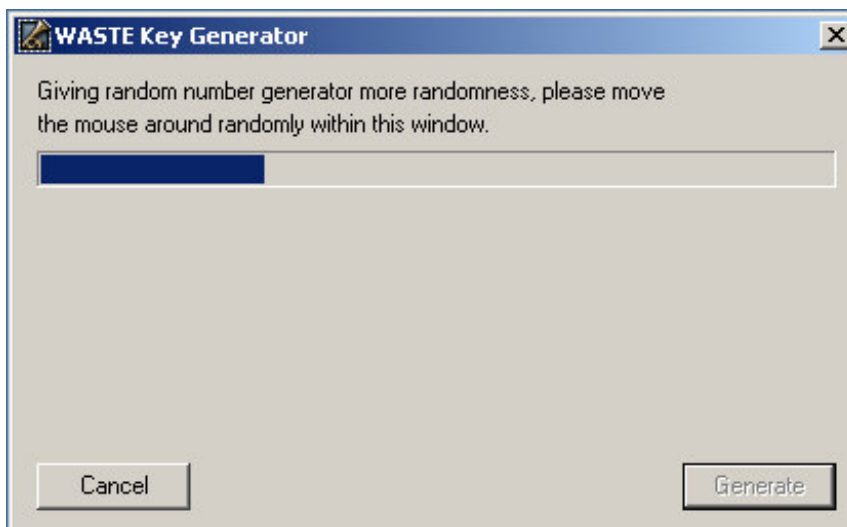 WASTE Key Generator
Giving random number generator more randomness, please move
the mouse around randomly within this window.
Cancel
Generate